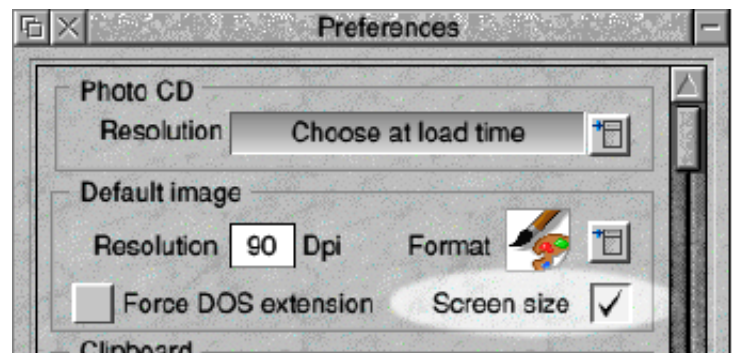 Preferences
Photo CD
Resolution Choose at load time
Default image
Resolution 90 Dpi Format
Force DOS extension Screen size
Clipboard